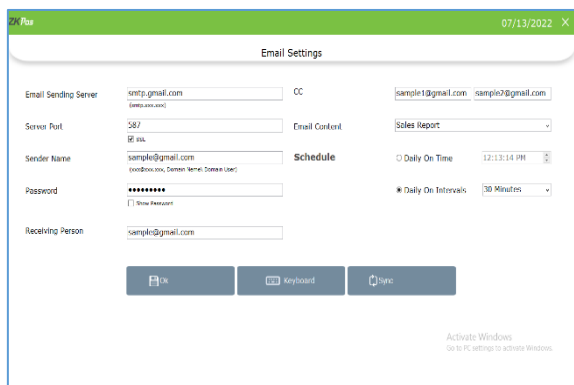 ZKPos 07/13/2022 X
Email Settings
Email Sending Server smtp.gmail.com CC sample1@gmail.com sample2@gmail.com
(smtp.xxx.xxx)
Server Port 587 Email Content Sales Report
SSL
Sender Name sample@gmail.com Schedule Daily On Time 12:13:14 PM
(xxx@xxx.xxx, Domain Name\ Domain User)
Password ••••••••• Daily On Intervals 30 Minutes
Show Password
Receiving Person sample@gmail.com
Ok Keyboard Sync
Activate Windows
Go to PC settings to activate Windows.